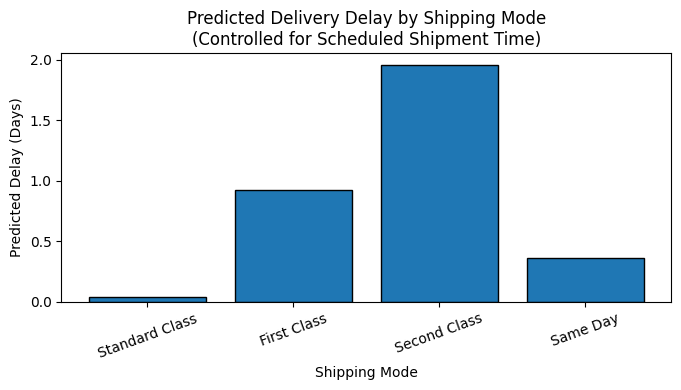 Predicted Delivery Delay by Shipping Mode
(Controlled for Scheduled Shipment Time)
Predicted Delay (Days)
2.0
1.5
1.0
0.5
0.0
Standard Class
First Class
Second Class
Same Day
Shipping Mode